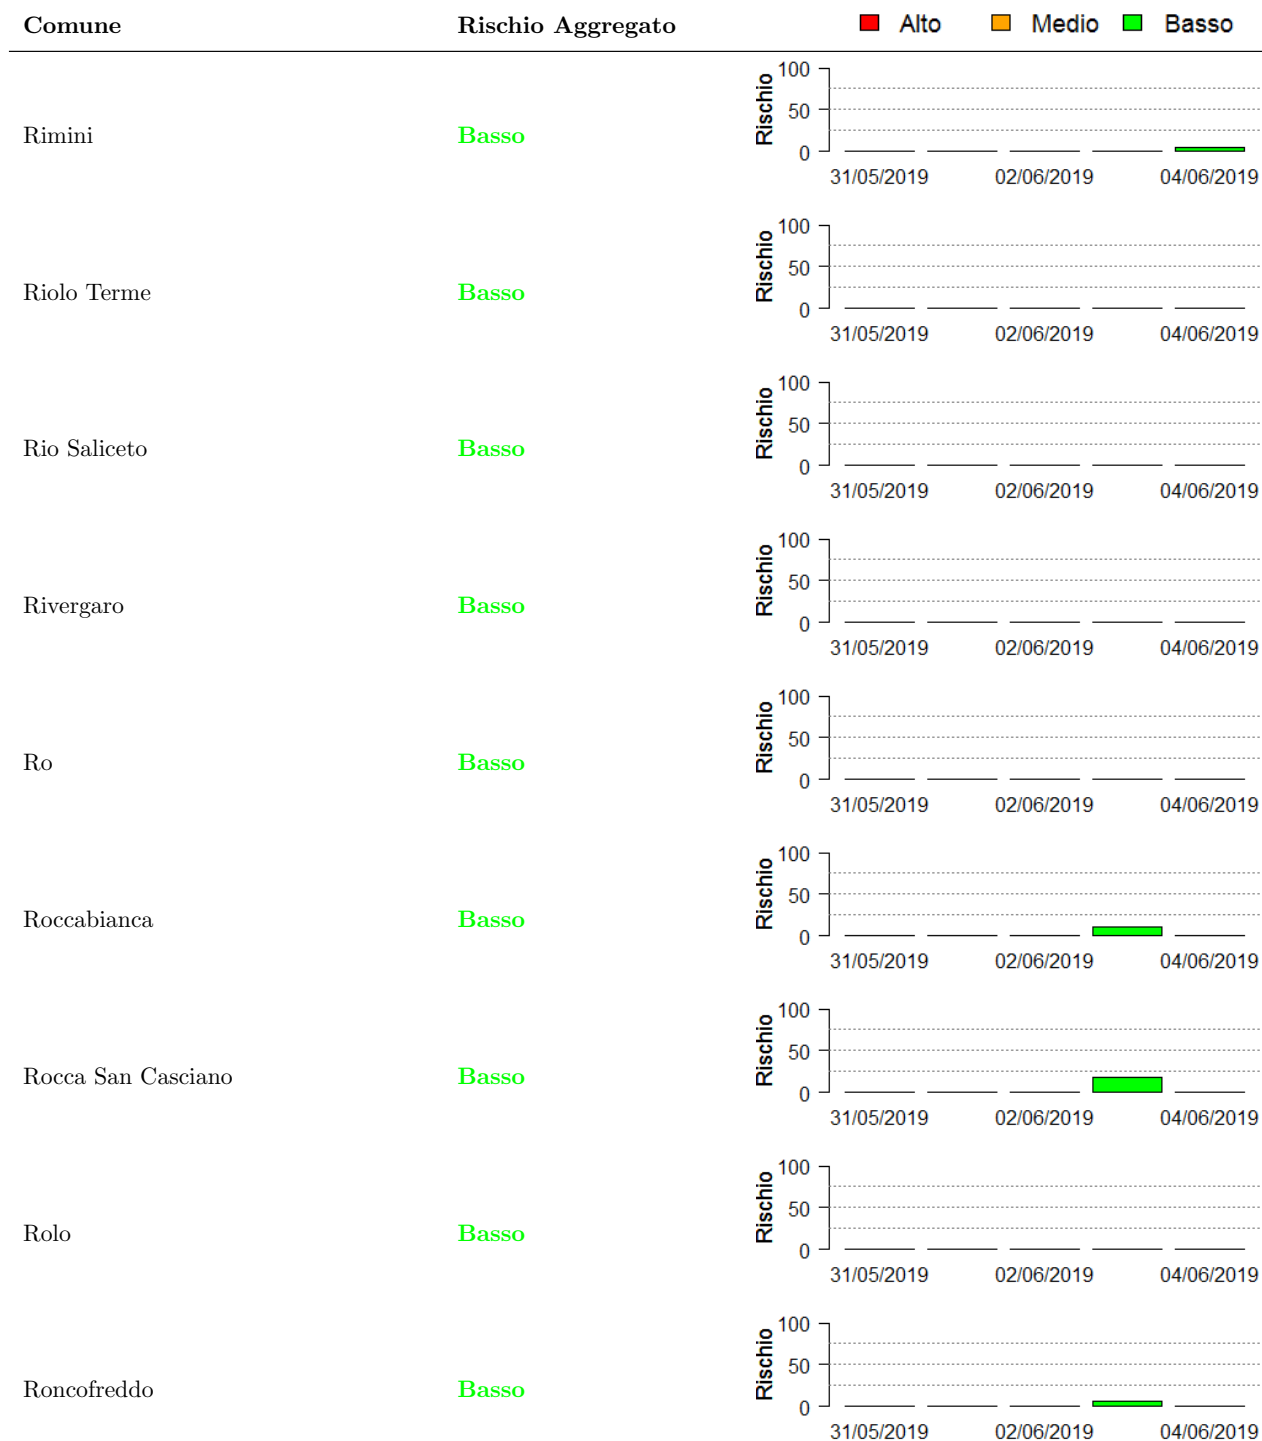 Comune Rischio Aggregato Alto Medio Basso
Rimini Basso
Rischio
100
50
0
31/05/2019 02/06/2019 04/06/2019
Riolo Terme Basso
Rischio
100
50
0
31/05/2019 02/06/2019 04/06/2019
Rio Saliceto Basso
Rischio
100
50
0
31/05/2019 02/06/2019 04/06/2019
Rivergaro Basso
Rischio
100
50
0
31/05/2019 02/06/2019 04/06/2019
Ro Basso
Rischio
100
50
0
31/05/2019 02/06/2019 04/06/2019
Roccabianca Basso
Rischio
100
50
0
31/05/2019 02/06/2019 04/06/2019
Rocca San Casciano Basso
Rischio
100
50
0
31/05/2019 02/06/2019 04/06/2019
Rolo Basso
Rischio
100
50
0
31/05/2019 02/06/2019 04/06/2019
Roncofreddo Basso
Rischio
100
50
0
31/05/2019 02/06/2019 04/06/2019